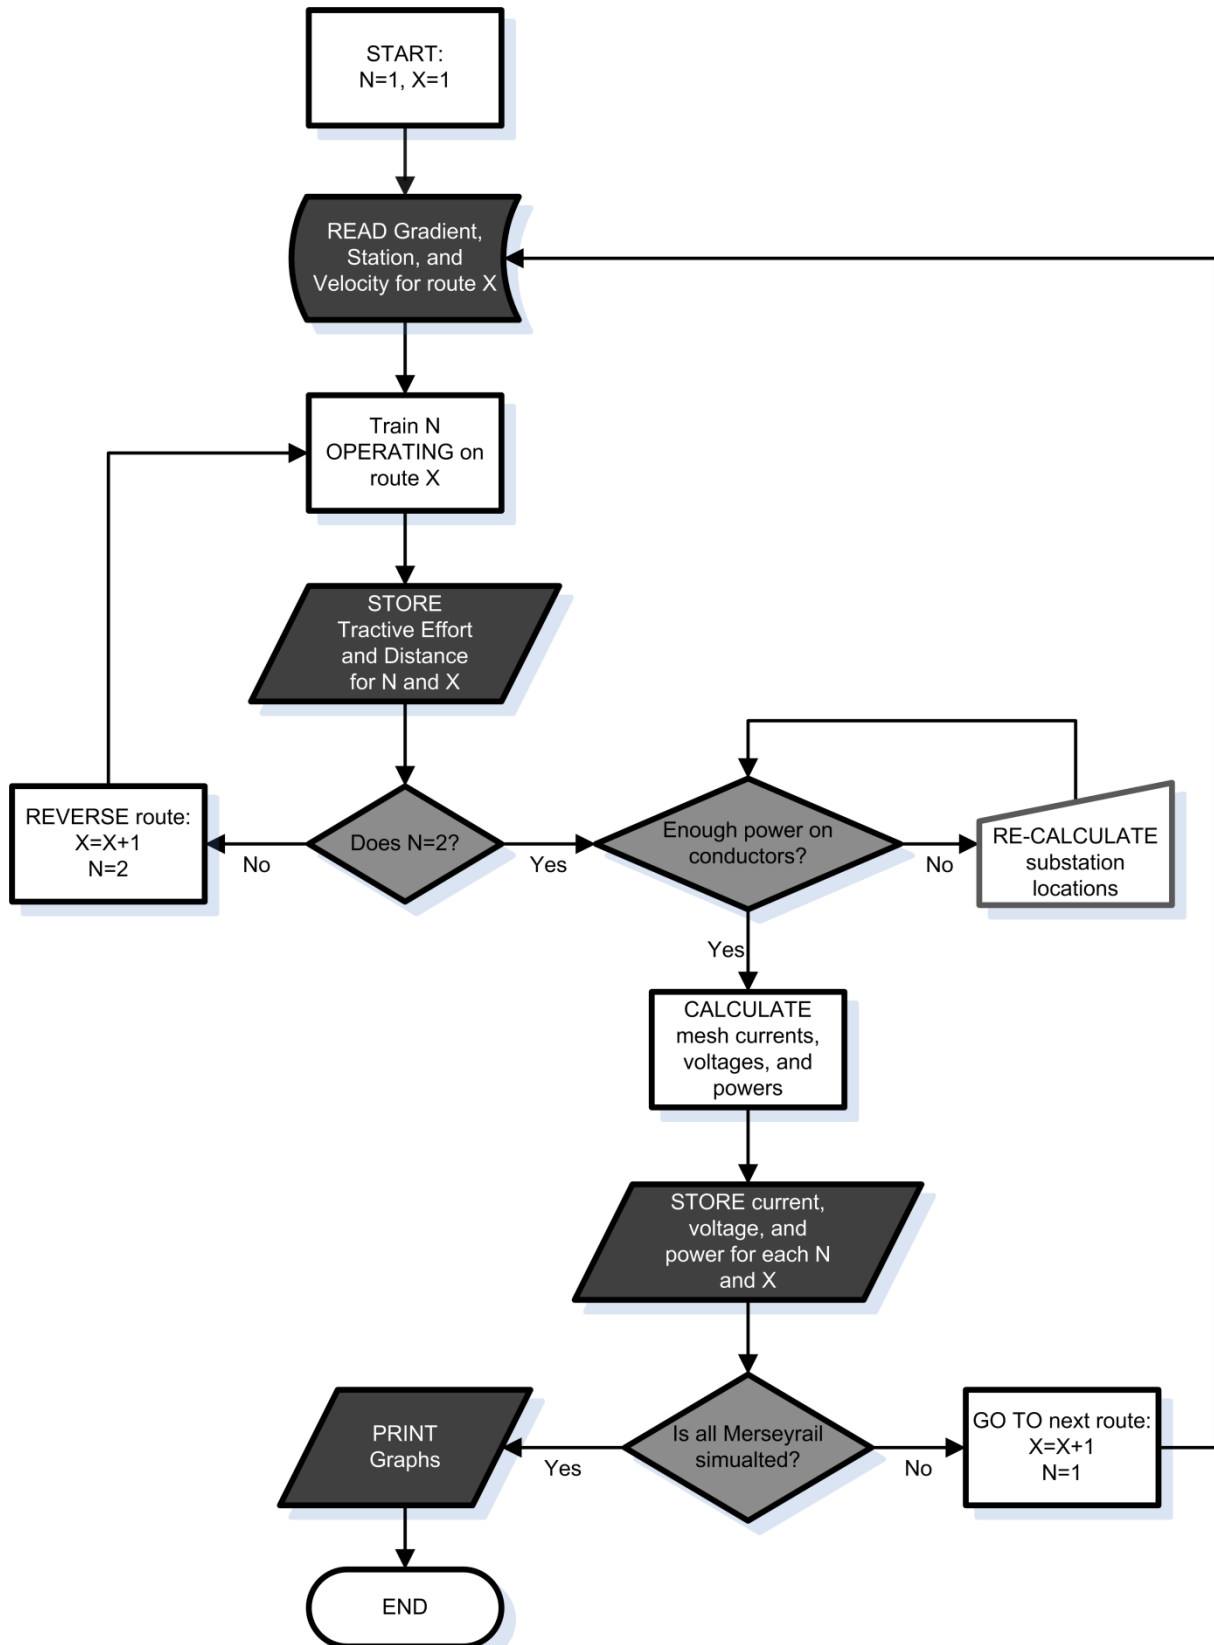 START:
N=1, X=1
READ Gradient,
Station, and
Velocity for route X
Train N
OPERATING on
route X
STORE
Tractive Effort
and Distance
for N and X
REVERSE route:
X=X+1
N=2
No
Does N=2?
Yes
Enough power on
conductors?
No
RE-CALCULATE
substation
locations
Yes
CALCULATE
mesh currents,
voltages, and
powers
STORE current,
voltage, and
power for each N
and X
PRINT
Graphs
Yes
Is all Merseyrail
simualted?
No
GO TO next route:
X=X+1
N=1
END